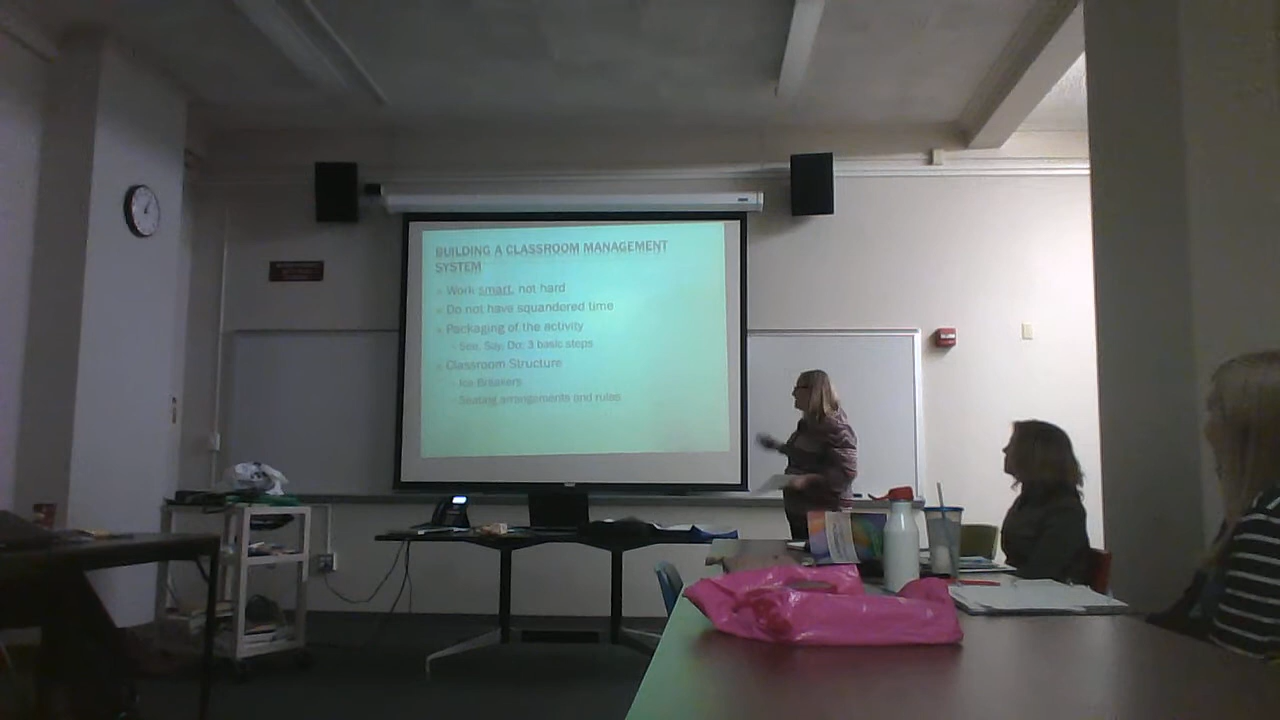 BUILDING A CLASSROOM MANAGEMENT
SYSTEM
Work smart, not hard
Do not have squandered time
Packaging of the activity
See, Say, Do: 3 basic steps
Classroom Structure
Ice Breakers
Seating arrangements and rules